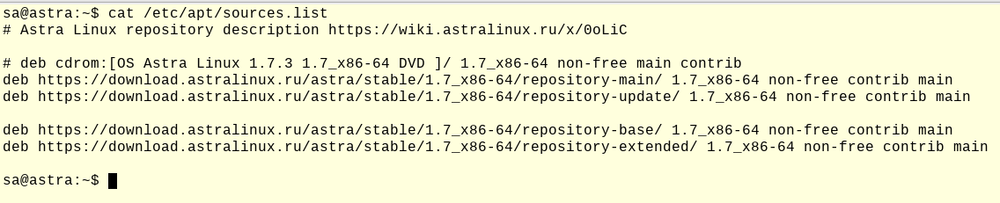 sa@astra:~$ cat /etc/apt/sources.list
# Astra Linux repository description https://wiki.astralinux.ru/x/0oLiC
# deb cdrom:[OS Astra Linux 1.7.3 1.7_x86-64 DVD ]/ 1.7_x86-64 non-free main contrib
deb https://download.astralinux.ru/astra/stable/1.7_x86-64/repository-main/ 1.7_x86-64 non-free contrib main
deb https://download.astralinux.ru/astra/stable/1.7_x86-64/repository-update/ 1.7_x86-64 non-free contrib main
deb https://download.astralinux.ru/astra/stable/1.7_x86-64/repository-base/ 1.7_x86-64 non-free contrib main
deb https://download.astralinux.ru/astra/stable/1.7_x86-64/repository-extended/ 1.7_x86-64 non-free contrib main
sa@astra:~$